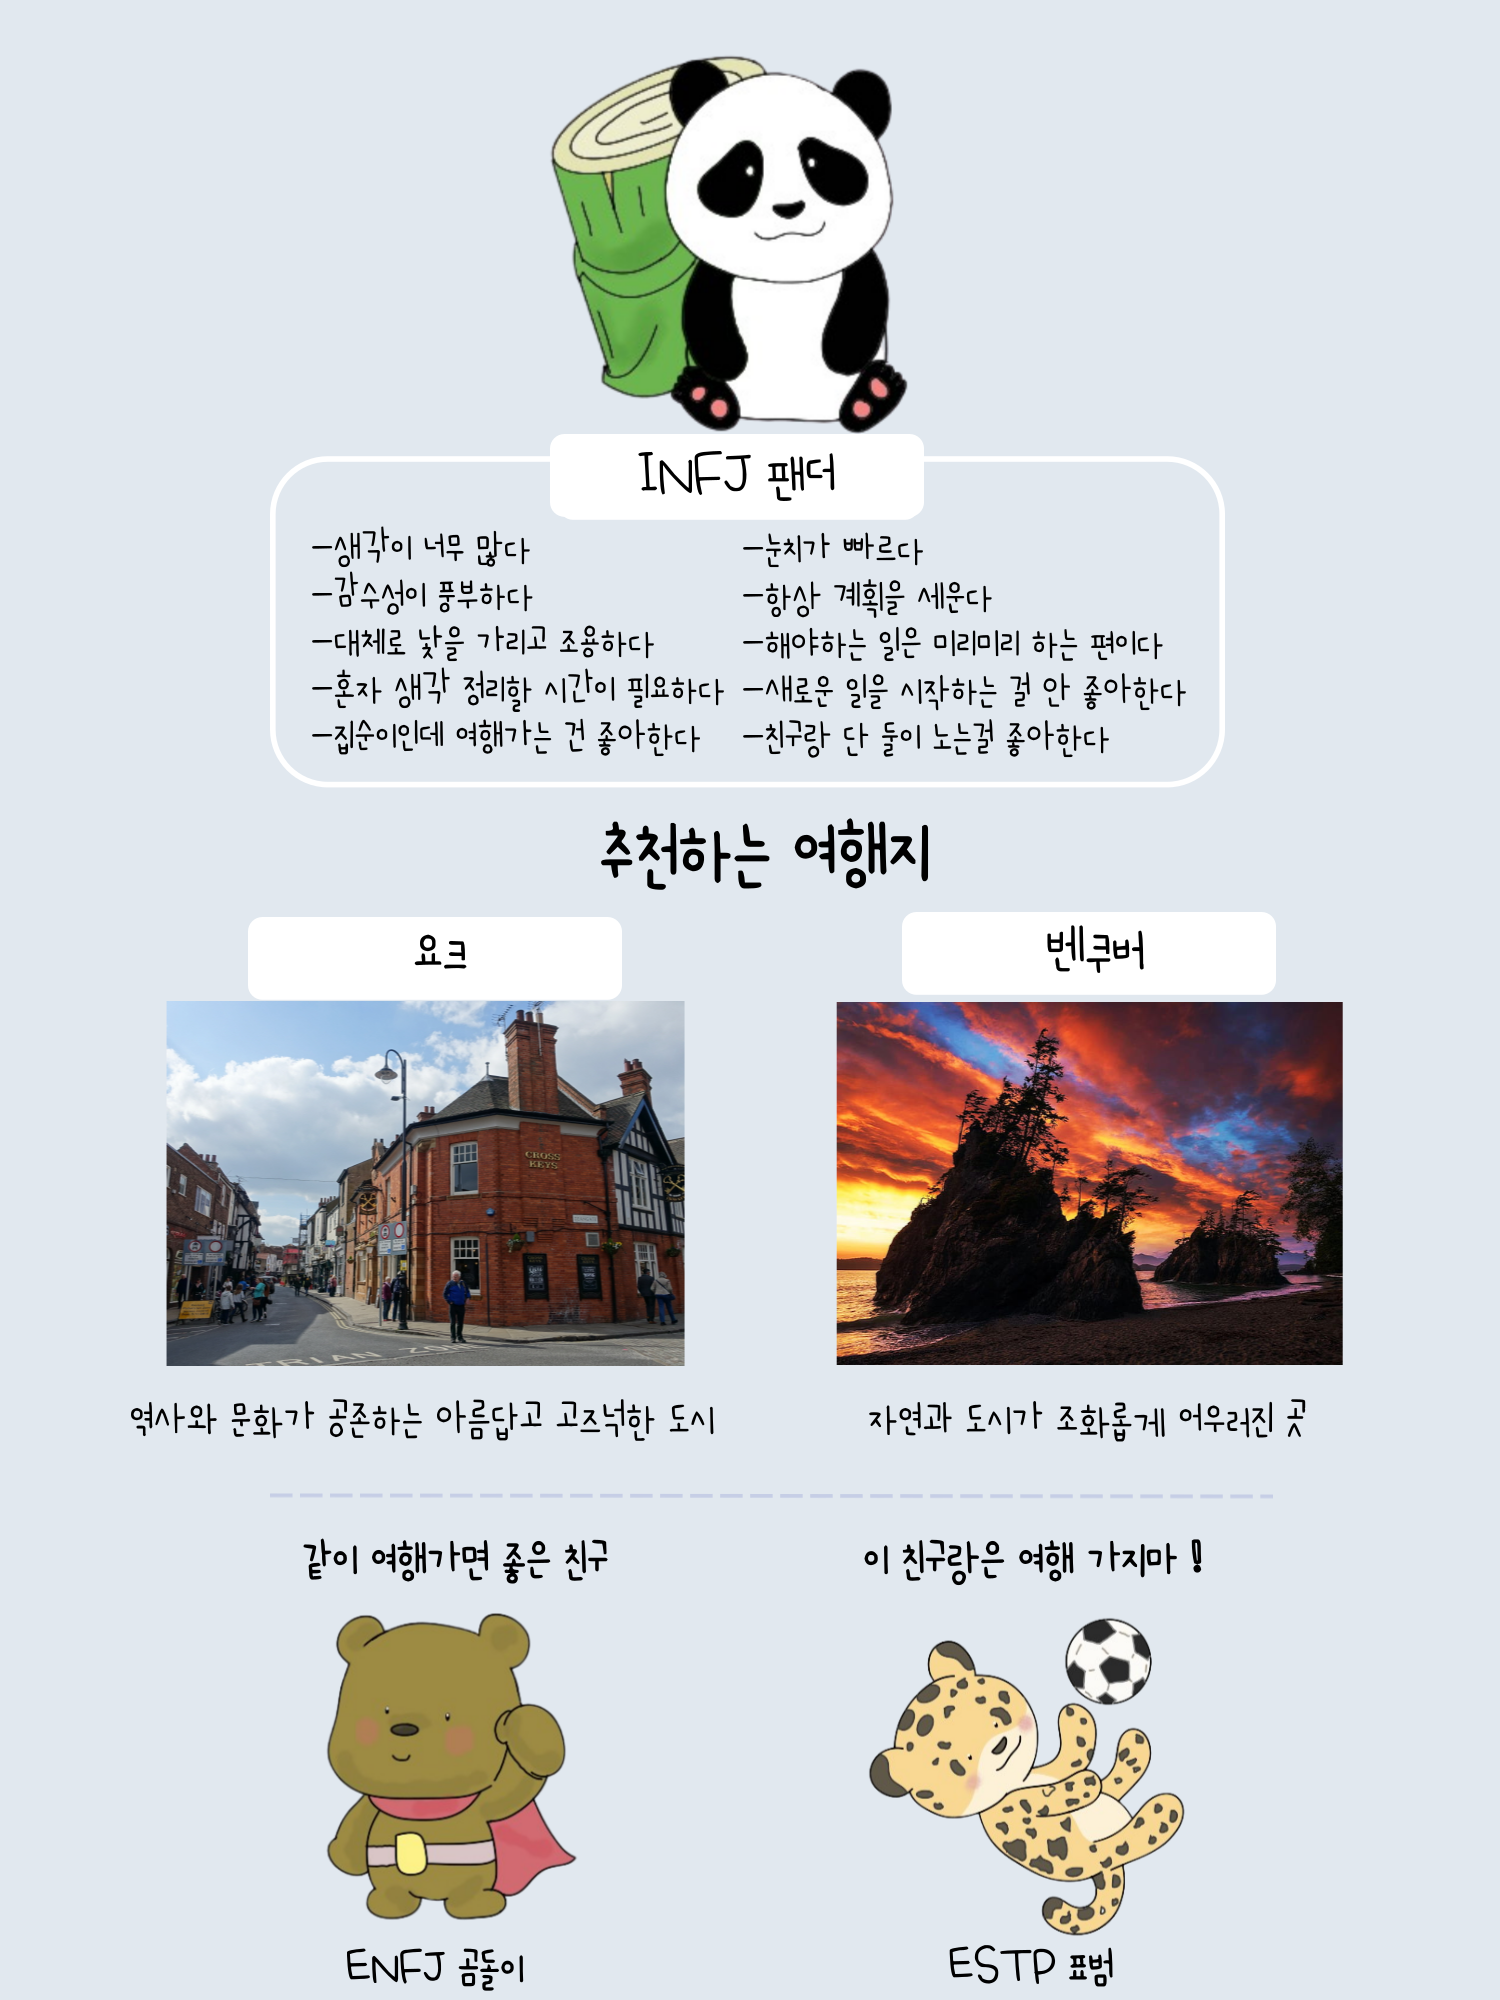 INFJ 팬더
-생각이 너무 많다
-감수성이 풍부하다
-대체로 낯을 가리고 조용하다
-혼자 생각 정리할 시간이 필요하다
-집순이인데 여행가는 건 좋아한다
-눈치가 빠르다
-항상 계획을 세운다
-해야하는 일은 미리미리 하는 편이다
-새로운 일을 시작하는 걸 안 좋아한다
-친구랑 단 둘이 노는걸 좋아한다
추천하는 여행지
요크
벤쿠버
CROSS
KEYS
TRIAN ZONE
역사와 문화가 공존하는 아름답고 고즈넉한 도시
자연과 도시가 조화롭게 어우러진 곳
같이 여행가면 좋은 친구
이 친구랑은 여행 가지마 !
ENFJ 곰돌이
ESTP 표범